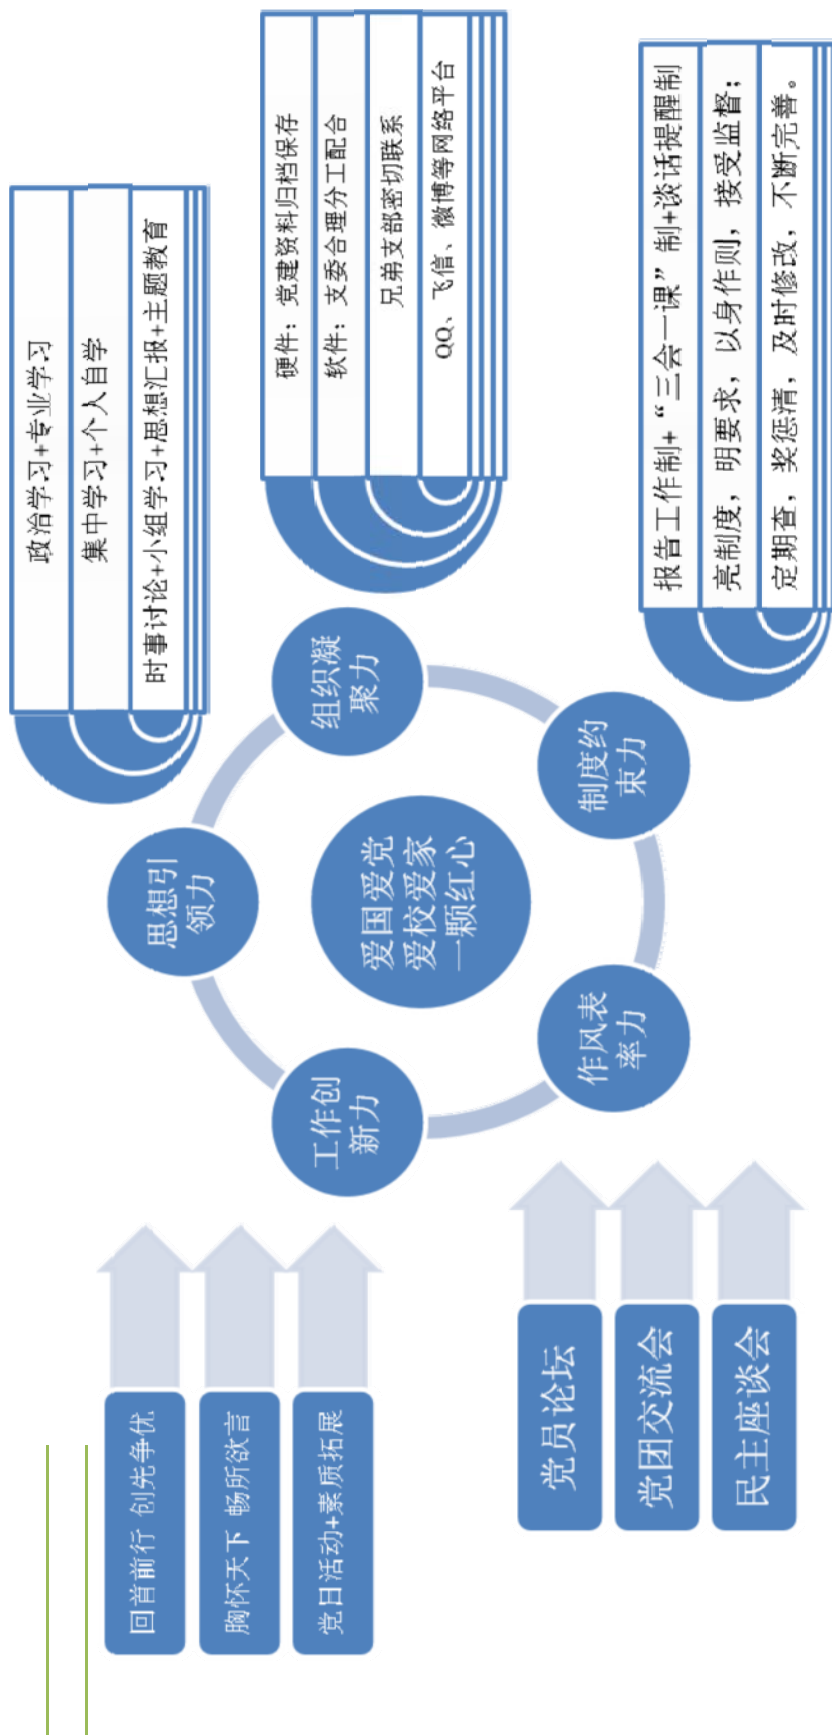 回首前行 创先争优
胸怀天下 畅所欲言
党日活动+素质拓展
党员论坛
党团交流会
民主座谈会
思想引
领力
工作创
新力
组织凝
聚力
作风表
率力
制度约
束力
爱国爱党
爱校爱家
一颗红心
政治学习+专业学习
集中学习+个人自学
时事讨论+小组学习+思想汇报+主题教育
硬件：党建资料归档保存
软件：支委合理分工配合
兄弟支部密切联系
QQ、飞信、微博等网络平台
报告工作制+“三会一课”制+谈话提醒制
亮制度，明要求，以身作则，接受监督；
定期查，奖惩清，及时修改，不断完善。